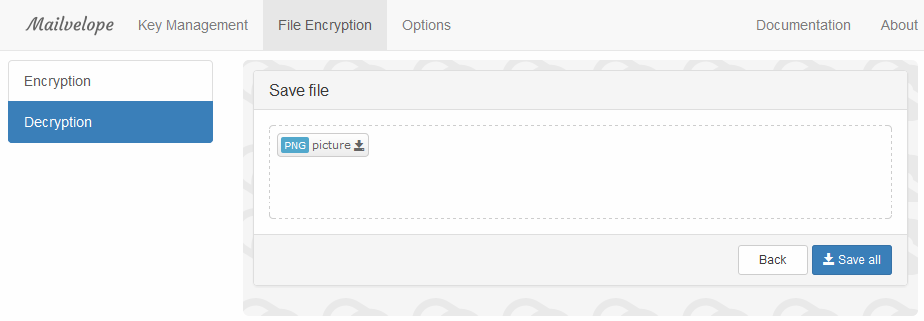 Mailvelope Key Management File Encryption Options Documentation About
Encryption
Decryption
Save file
PNG picture
Back Save all